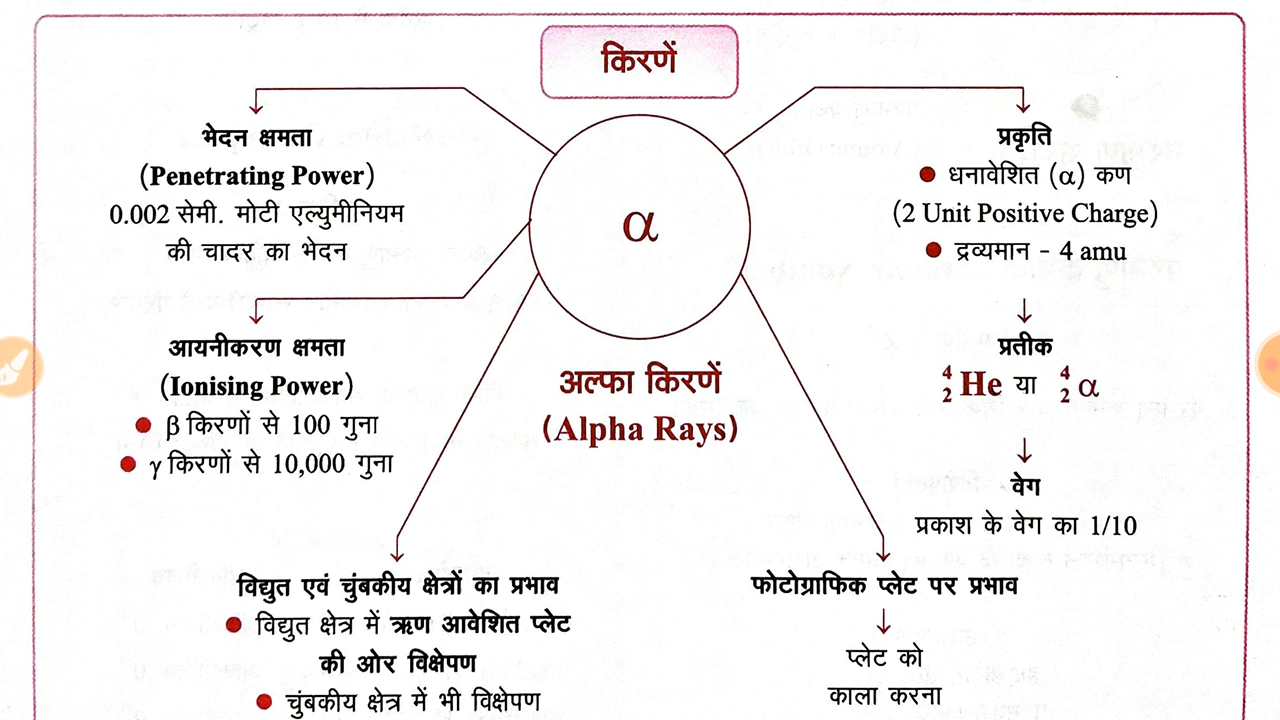 किरणें
भेदन क्षमता
(Penetrating Power)
0.002 सेमी. मोटी एल्युमीनियम
की चादर का भेदन
आयनीकरण क्षमता
(Ionising Power)
● β किरणों से 100 गुना
● γ किरणों से 10,000 गुना
α
अल्फा किरणें
(Alpha Rays)
प्रकृति
● धनावेशित (α) कण
(2 Unit Positive Charge)
● द्रव्यमान - 4 amu
प्रतीक
⁴₂He या ⁴₂α
वेग
प्रकाश के वेग का 1/10
विद्युत एवं चुंबकीय क्षेत्रों का प्रभाव
● विद्युत क्षेत्र में ऋण आवेशित प्लेट
की ओर विक्षेपण
● चुंबकीय क्षेत्र में भी विक्षेपण
फोटोग्राफिक प्लेट पर प्रभाव
प्लेट को
काला करना